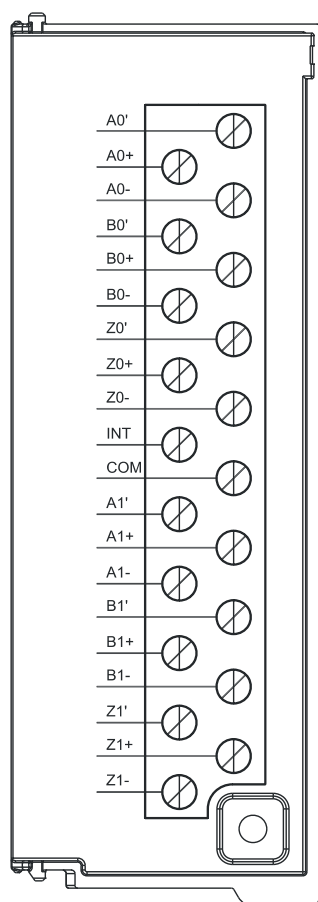 A0'
A0+
A0-
B0'
B0+
B0-
Z0'
Z0+
Z0-
INT
COM
A1'
A1+
A1-
B1'
B1+
B1-
Z1'
Z1+
Z1-